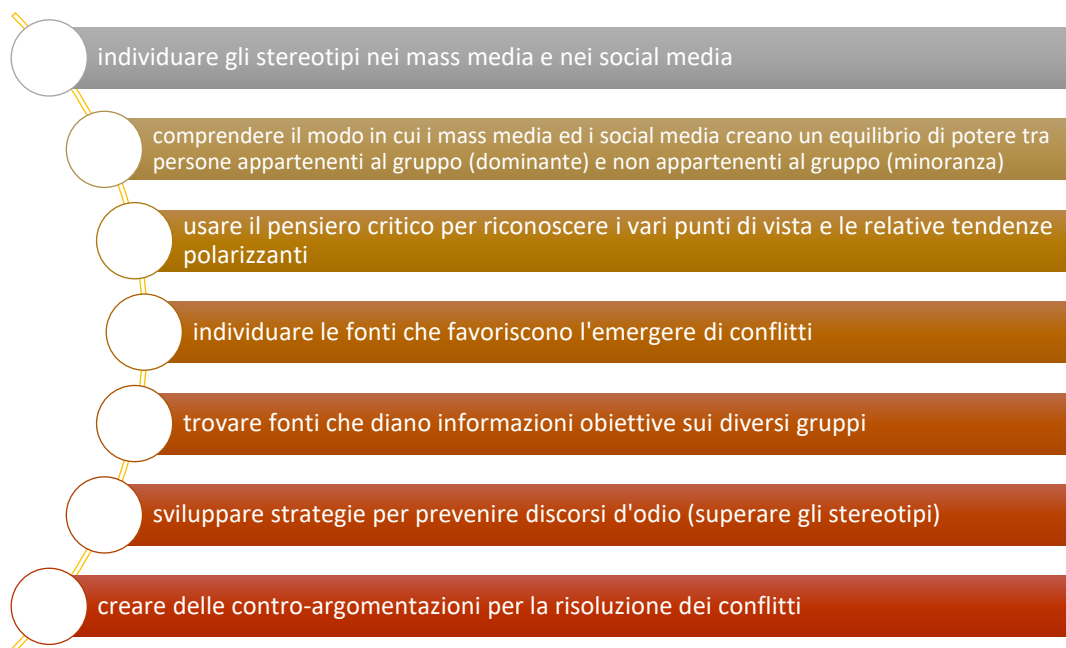 individuare gli stereotipi nei mass media e nei social media
comprendere il modo in cui i mass media ed i social media creano un equilibrio di potere tra
persone appartenenti al gruppo (dominante) e non appartenenti al gruppo (minoranza)
usare il pensiero critico per riconoscere i vari punti di vista e le relative tendenze
polarizzanti
individuare le fonti che favoriscono l'emergere di conflitti
trovare fonti che diano informazioni obiettive sui diversi gruppi
sviluppare strategie per prevenire discorsi d'odio (superare gli stereotipi)
creare delle contro-argomentazioni per la risoluzione dei conflitti